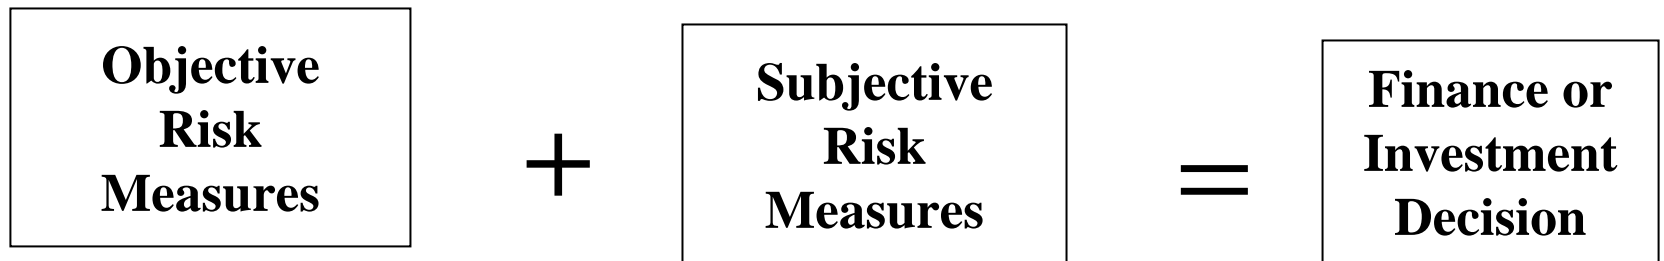 Objective
Risk
Measures
+
Subjective
Risk
Measures
=
Finance or
Investment
Decision